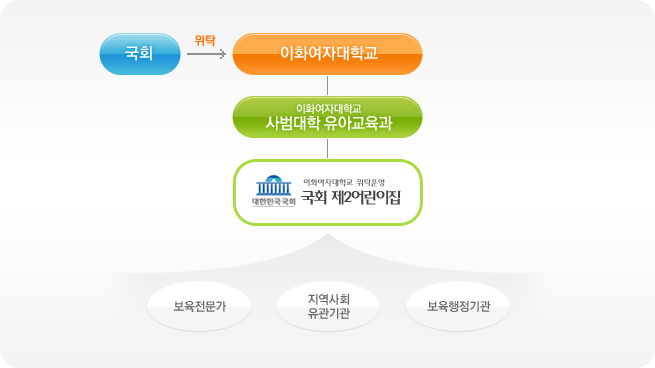 국회
위탁
이화여자대학교
이화여자대학교
사범대학 유아교육과
이화여자대학교 위탁운영
대한민국국회
국회 제2어린이집
보육전문가
지역사회
유관기관
보육행정기관